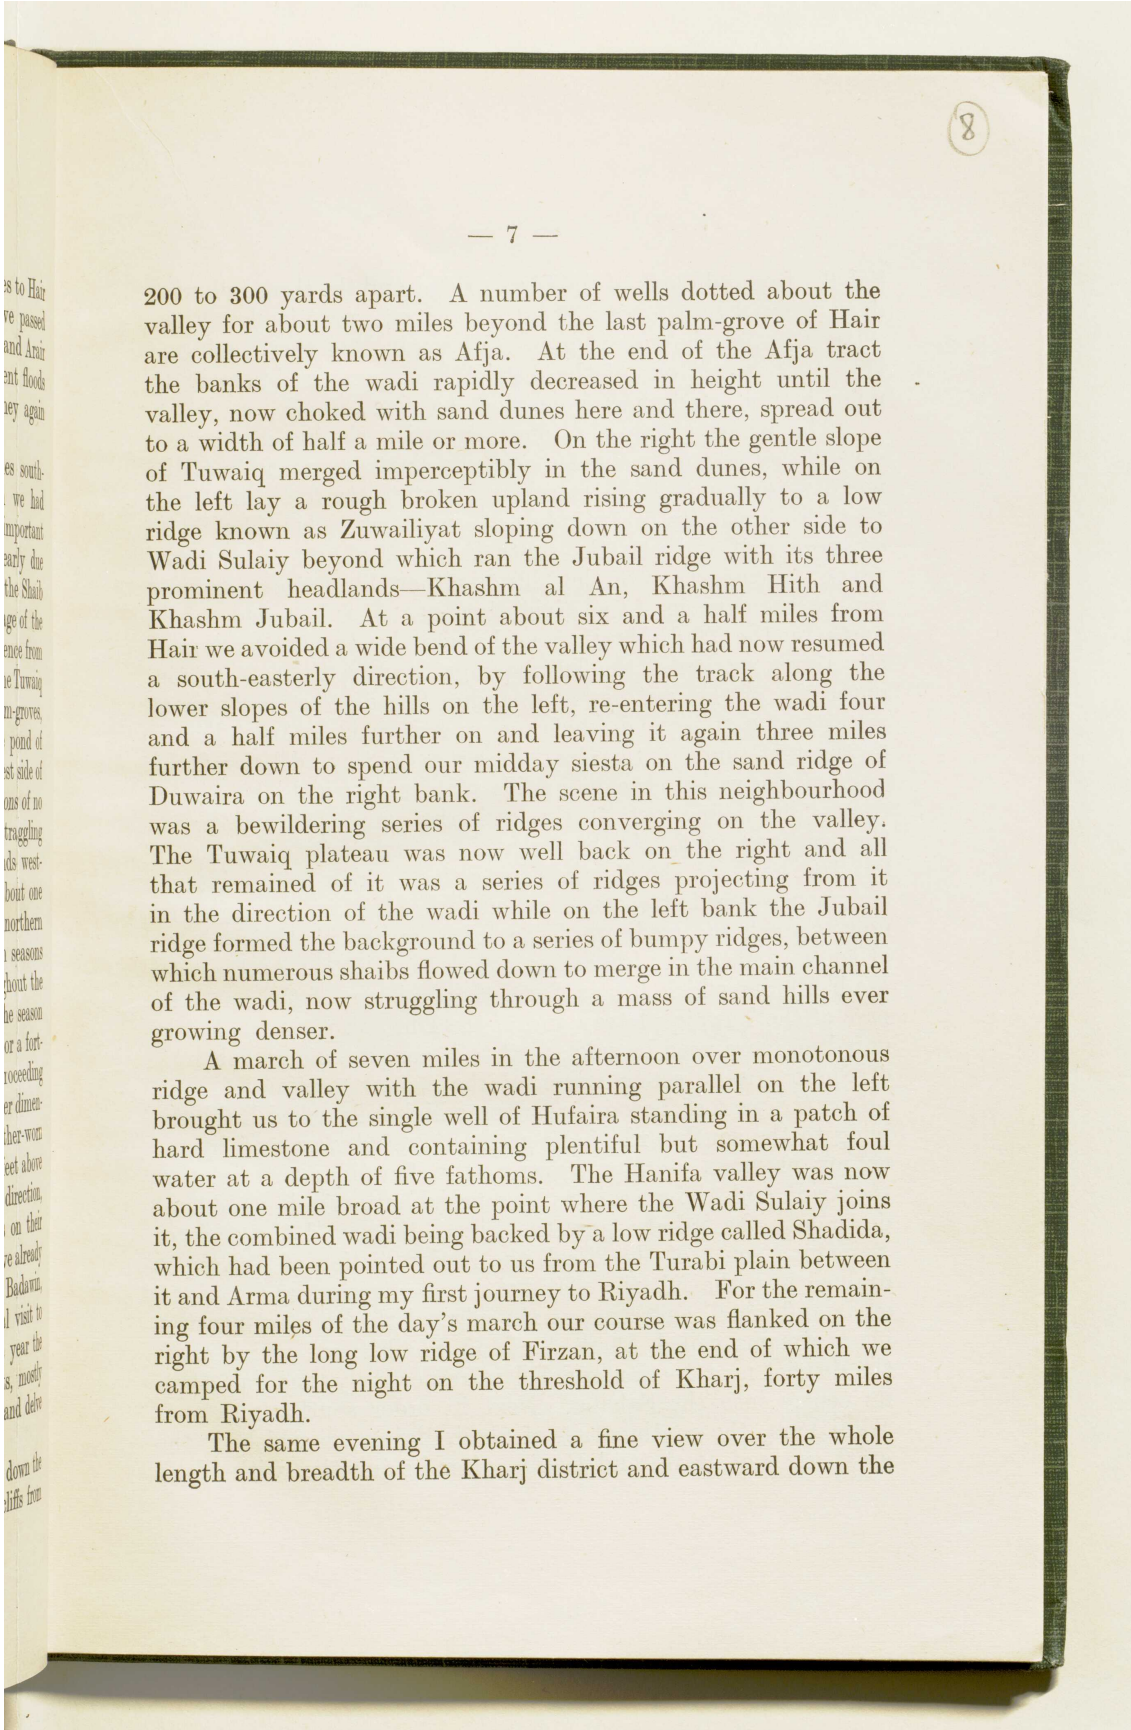 8
— 7 —
200 to 300 yards apart. A number of wells dotted about the
valley for about two miles beyond the last palm-grove of Hair
are collectively known as Afja. At the end of the Afja tract
the banks of the wadi rapidly decreased in height until the
valley, now choked with sand dunes here and there, spread out
to a width of half a mile or more. On the right the gentle slope
of Tuwaiq merged imperceptibly in the sand dunes, while on
the left lay a rough broken upland rising gradually to a low
ridge known as Zuwailiyat sloping down on the other side to
Wadi Sulaiy beyond which ran the Jubail ridge with its three
prominent headlands—Khashm al An, Khashm Hith and
Khashm Jubail. At a point about six and a half miles from
Hair we avoided a wide bend of the valley which had now resumed
a south-easterly direction, by following the track along the
lower slopes of the hills on the left, re-entering the wadi four
and a half miles further on and leaving it again three miles
further down to spend our midday siesta on the sand ridge of
Duwaira on the right bank. The scene in this neighbourhood
was a bewildering series of ridges converging on the valley.
The Tuwaiq plateau was now well back on the right and all
that remained of it was a series of ridges projecting from it
in the direction of the wadi while on the left bank the Jubail
ridge formed the background to a series of bumpy ridges, between
which numerous shaibs flowed down to merge in the main channel
of the wadi, now struggling through a mass of sand hills ever
growing denser.
A march of seven miles in the afternoon over monotonous
ridge and valley with the wadi running parallel on the left
brought us to the single well of Hufaira standing in a patch of
hard limestone and containing plentiful but somewhat foul
water at a depth of five fathoms. The Hanifa valley was now
about one mile broad at the point where the Wadi Sulaiy joins
it, the combined wadi being backed by a low ridge called Shadida,
which had been pointed out to us from the Turabi plain between
it and Arma during my first journey to Riyadh. For the remain-
ing four miles of the day's march our course was flanked on the
right by the long low ridge of Firzan, at the end of which we
camped for the night on the threshold of Kharj, forty miles
from Riyadh.
The same evening I obtained a fine view over the whole
length and breadth of the Kharj district and eastward down the